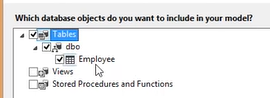 Which database objects do you want to include in your model?
Tables
dbo
Employee
Views
Stored Procedures and Functions